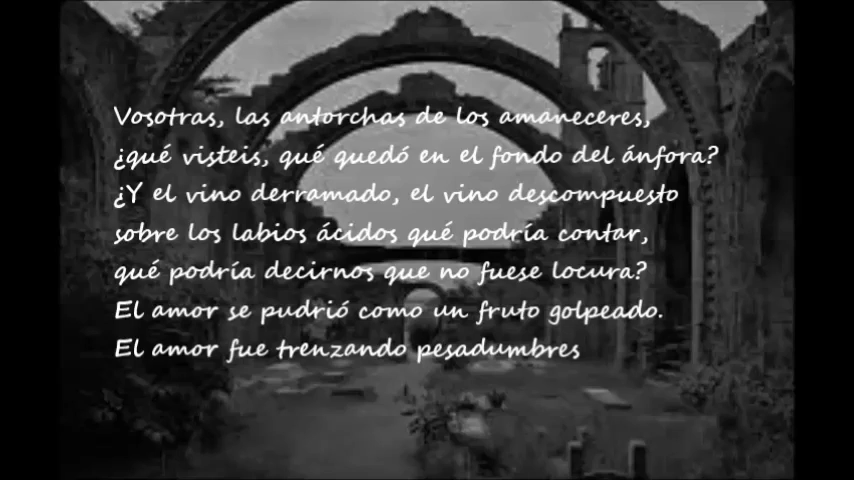 Vosotras, las antorchas de los amaneceres,
¿qué visteis, qué quedó en el fondo del ánfora?
¿Y el vino derramado, el vino descompuesto
sobre los labios ácidos qué podría contar,
qué podría decirnos que no fuese locura?
El amor se pudrió como un fruto golpeado.
El amor fue trenzando pesadumbres